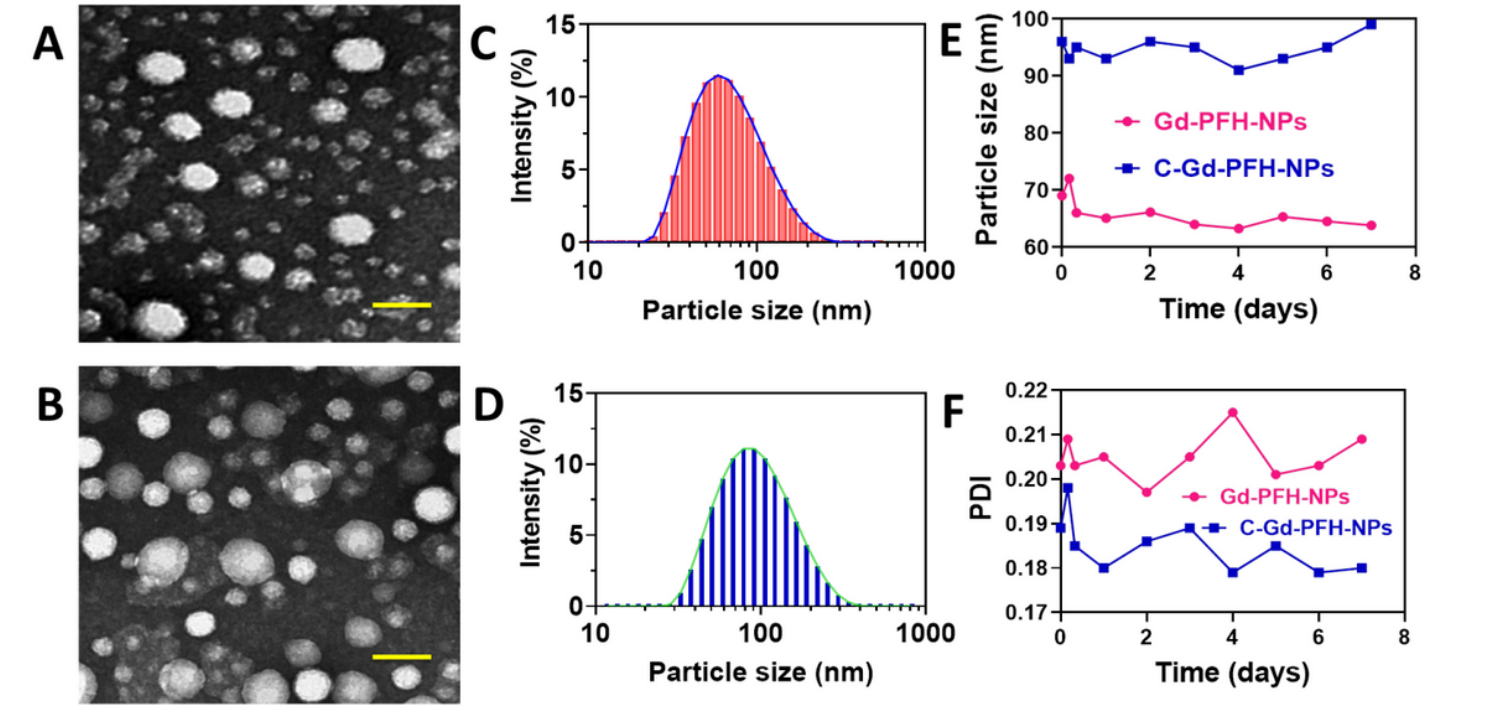 A
B
C
Intensity (%)
15
10
5
0
10 100 1000
Particle size (nm)
D
Intensity (%)
15
10
5
0
10 100 1000
Particle size (nm)
E
Particle size (nm)
100
90
80
70
60
Gd-PFH-NPs
C-Gd-PFH-NPs
0 2 4 6 8
Time (days)
F
PDI
0.22
0.21
0.20
0.19
0.18
0.17
Gd-PFH-NPs
C-Gd-PFH-NPs
0 2 4 6 8
Time (days)